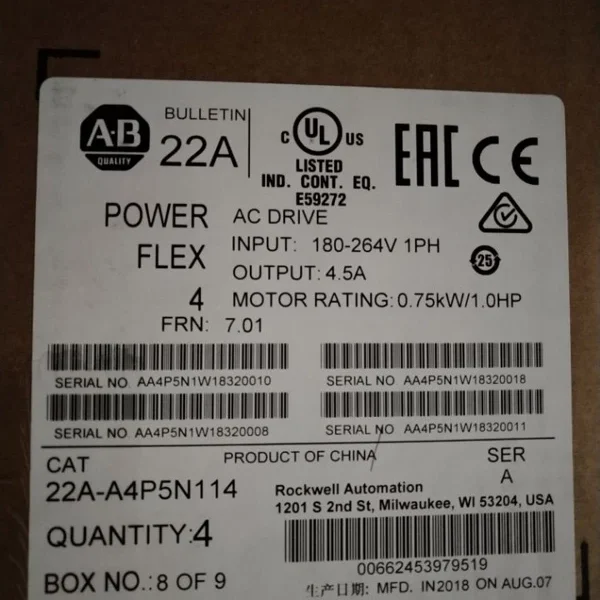 A·B
QUALITY
BULLETIN
22A
C UL US
LISTED
IND. CONT. EQ.
E59272
EAC CE
25
POWER
FLEX
4
FRN: 7.01
AC DRIVE
INPUT: 180-264V 1PH
OUTPUT: 4.5A
MOTOR RATING: 0.75kW/1.0HP
SERIAL NO. AA4P5N1W18320010
SERIAL NO. AA4P5N1W18320018
SERIAL NO. AA4P5N1W18320008
SERIAL NO. AA4P5N1W18320011
CAT
22A-A4P5N114
PRODUCT OF CHINA
SER
A
Rockwell Automation
1201 S 2nd St, Milwaukee, WI 53204, USA
QUANTITY: 4
00662453979519
BOX NO.: 8 OF 9
生产日期: MFD. IN2018 ON AUG.07